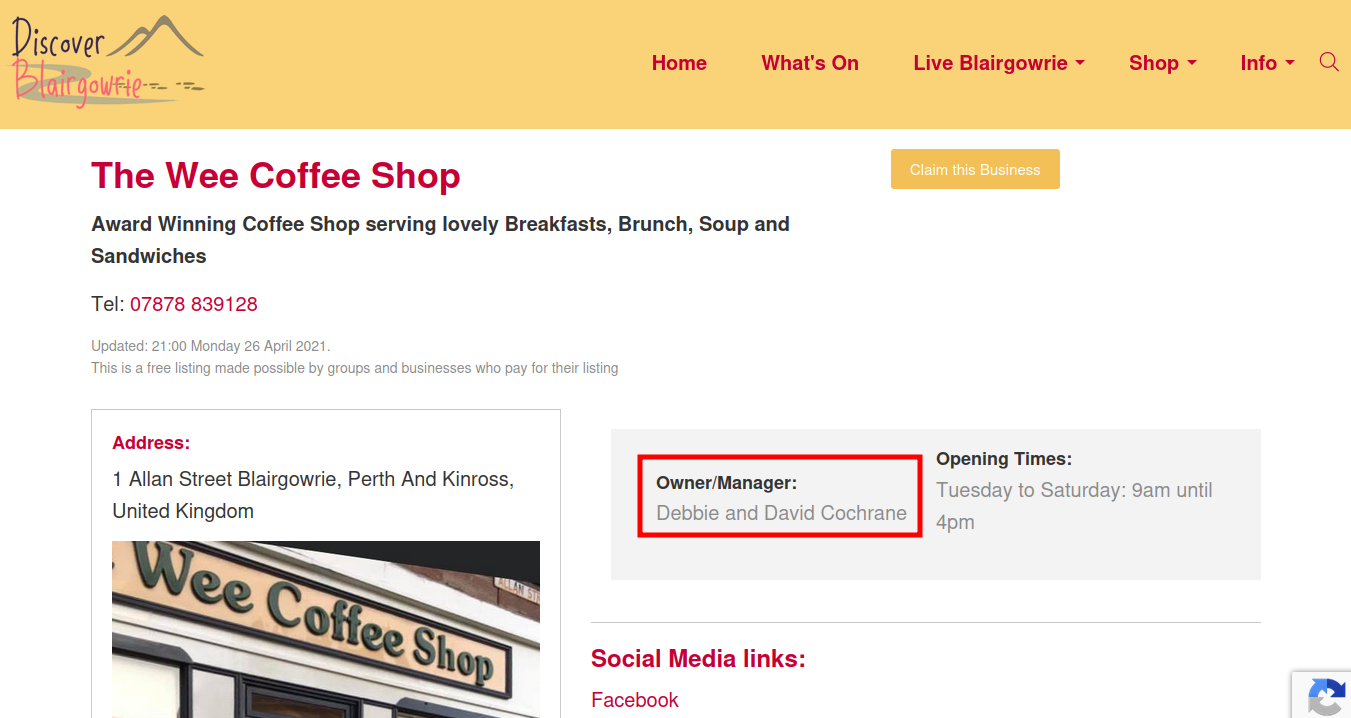 Discover
Blairgowrie
Home What's On Live Blairgowrie Shop Info
The Wee Coffee Shop
Claim this Business
Award Winning Coffee Shop serving lovely Breakfasts, Brunch, Soup and
Sandwiches
Tel: 07878 839128
Updated: 21:00 Monday 26 April 2021.
This is a free listing made possible by groups and businesses who pay for their listing
Address:
1 Allan Street Blairgowrie, Perth And Kinross,
United Kingdom
Wee Coffee Shop
ALLAN
Owner/Manager:
Debbie and David Cochrane
Opening Times:
Tuesday to Saturday: 9am until
4pm
Social Media links:
Facebook